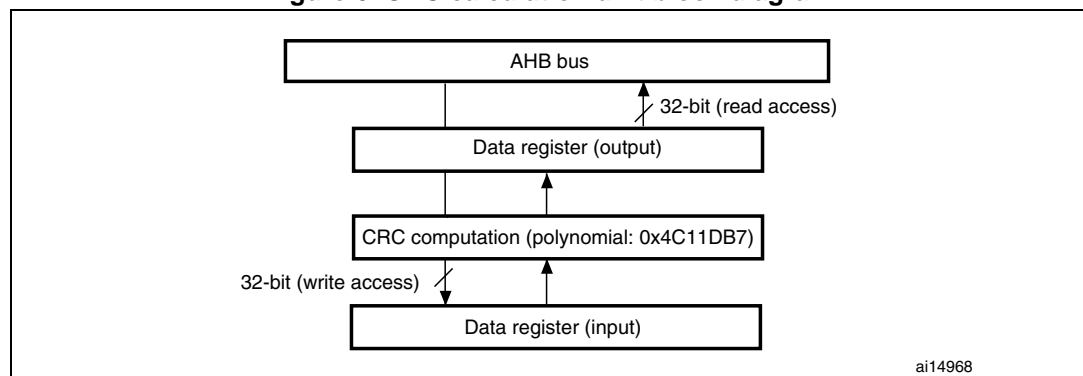 AHB bus
32-bit (read access)
Data register (output)
CRC computation (polynomial: 0x4C11DB7)
32-bit (write access)
Data register (input)
ai14968